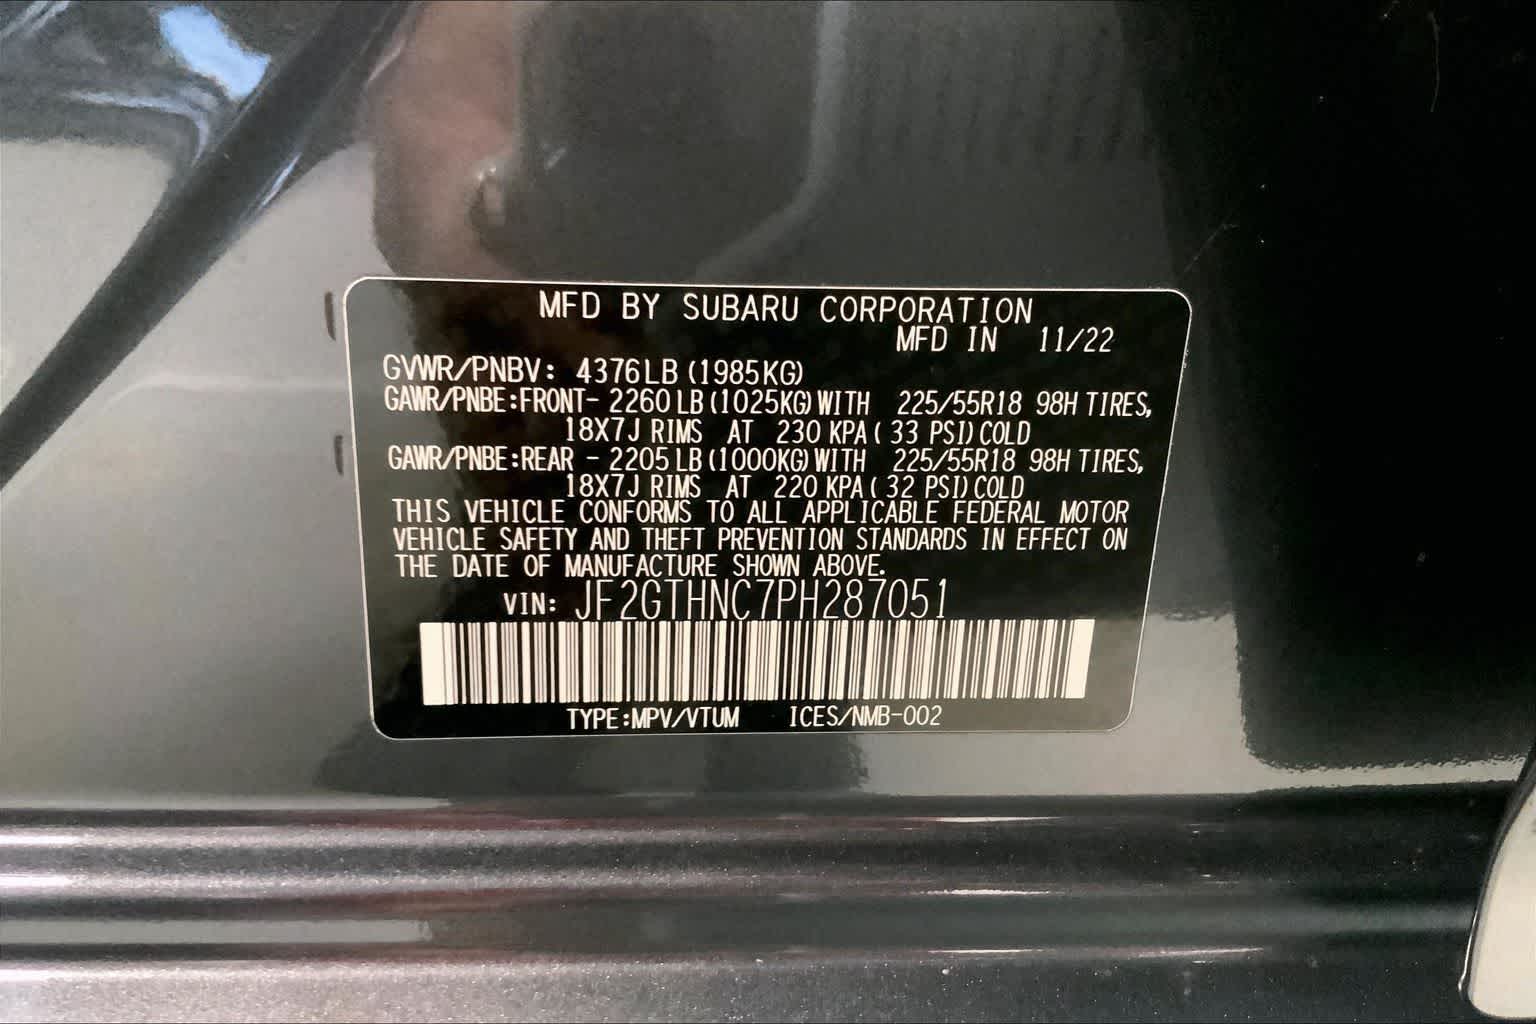 MFD BY SUBARU CORPORATION
MFD IN 11/22
GVWR/PNBV: 4376LB (1985KG)
GAWR/PNBE:FRONT- 2260LB (1025KG) WITH 225/55R18 98H TIRES,
18X7J RIMS AT 230 KPA ( 33 PSI) COLD
GAWR/PNBE:REAR - 2205LB (1000KG) WITH 225/55R18 98H TIRES,
18X7J RIMS AT 220 KPA ( 32 PSI) COLD
THIS VEHICLE CONFORMS TO ALL APPLICABLE FEDERAL MOTOR
VEHICLE SAFETY AND THEFT PREVENTION STANDARDS IN EFFECT ON
THE DATE OF MANUFACTURE SHOWN ABOVE.
VIN: JF2GTHNC7PH287051
TYPE:MPV/VTUM ICES/NMB-002